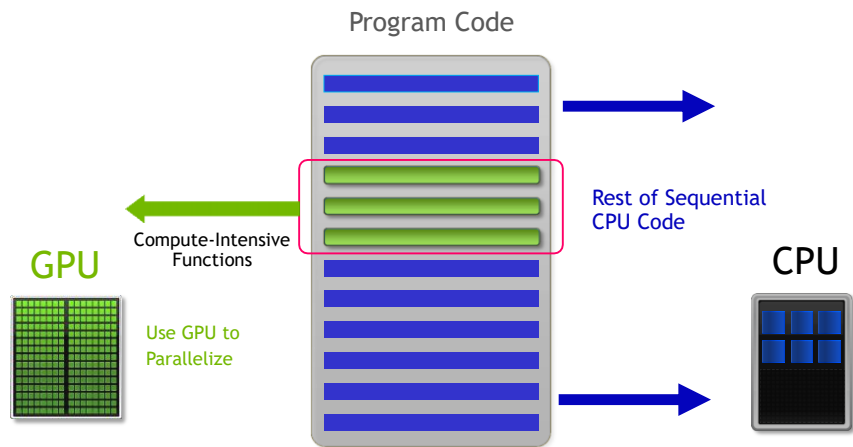 Program Code
Rest of Sequential
CPU Code
Compute-Intensive
Functions
GPU
CPU
Use GPU to
Parallelize